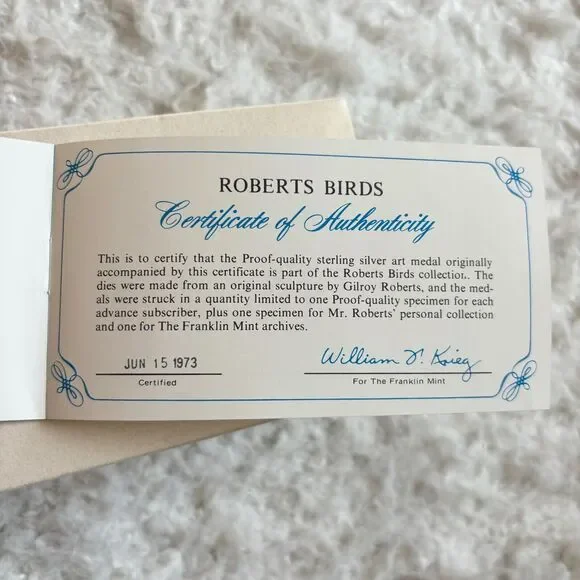 ROBERTS BIRDS
Certificate of Authenticity
This is to certify that the Proof-quality sterling silver art medal originally
accompanied by this certificate is part of the Roberts Birds collection. The
dies were made from an original sculpture by Gilroy Roberts, and the med-
als were struck in a quantity limited to one Proof-quality specimen for each
advance subscriber, plus one specimen for Mr. Roberts' personal collection
and one for The Franklin Mint archives.
JUN 15 1973
William T. Krieg
Certified
For The Franklin Mint